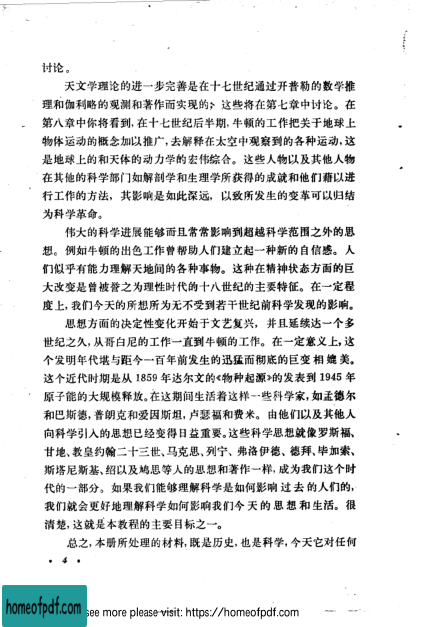 讨论。
天文学理论的进一步完善是在十七世纪通过开普勒的数学推
理和伽利略的观测和著作而实现的; 这些将在第七章中讨论。在
第八章中你将看到, 在十七世纪后半期, 牛顿的工作把关于地球上
物体运动的概念加以推广, 去解释在太空中观察到的各种运动, 这
是地球上的和天体的动力学的宏伟综合。这些人物以及其他人物
在其他的科学部门如解剖学和生理学所获得的成就和他们藉以进
行工作的方法, 其影响是如此深远, 以致所发生的变革可以归结
为科学革命。
伟大的科学进展能够而且常常影响到超越科学范围之外的思
想。例如牛顿的出色工作曾帮助人们建立起一种新的自信感。人
们似乎有能力理解天地间的各种事物。这种在精神状态方面的巨
大改变是曾被誉之为理性时代的十八世纪的主要特征。在一定程
度上, 我们今天的所想所为无不受到若干世纪前科学发现的影响。
思想方面的决定性变化开始于文艺复兴, 并且延续达一个多
世纪之久, 从哥白尼的工作一直到牛顿的工作。在一定意义上, 这
个发明年代堪与距今一百年前发生的迅猛而彻底的巨变相媲美。
这个近代时期是从 1859 年达尔文的《物种起源》的发表到 1945 年
原子能的大规模释放。在这期间生活着这样一些科学家, 如孟德尔
和巴斯德, 普朗克和爱因斯坦, 卢瑟福和费米。由他们以及其他人
向科学引入的思想已经变得日益重要。这些科学思想就像罗斯福、
甘地、教皇约翰二十三世、马克思、列宁、弗洛伊德、德拜、毕加索、
斯塔尼斯基、绍以及鸠思等人的思想和著作一样, 成为我们这个时
代的一部分。如果我们能够理解科学是如何影响过去的人们的,
我们就会更好地理解科学如何影响我们今天的思想和生活。很
清楚, 这就是本教程的主要目标之一。
总之, 本册所处理的材料, 既是历史, 也是科学, 今天它对任何
• 4 •
homeofpdf.com
see more please visit: https://homeofpdf.com